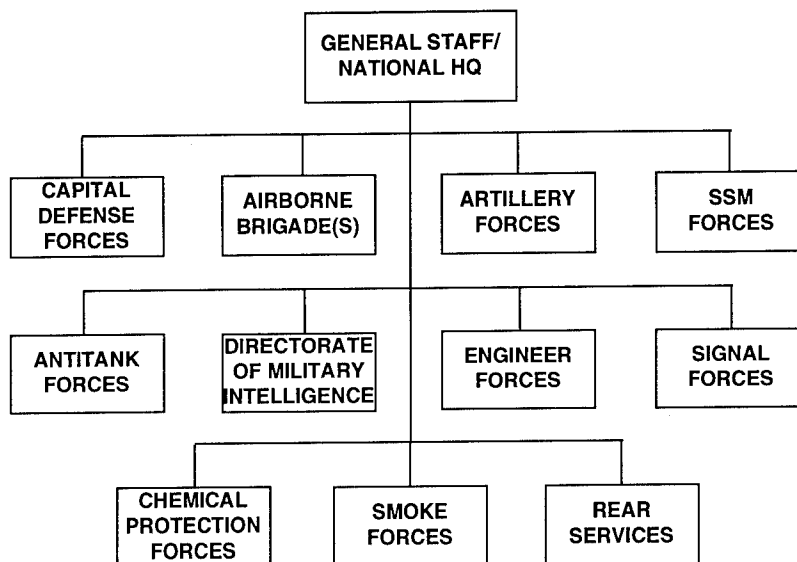 GENERAL STAFF/
NATIONAL HQ
CAPITAL
DEFENSE
FORCES
AIRBORNE
BRIGADE(S)
ARTILLERY
FORCES
SSM
FORCES
ANTITANK
FORCES
DIRECTORATE
OF MILITARY
INTELLIGENCE
ENGINEER
FORCES
SIGNAL
FORCES
CHEMICAL
PROTECTION
FORCES
SMOKE
FORCES
REAR
SERVICES